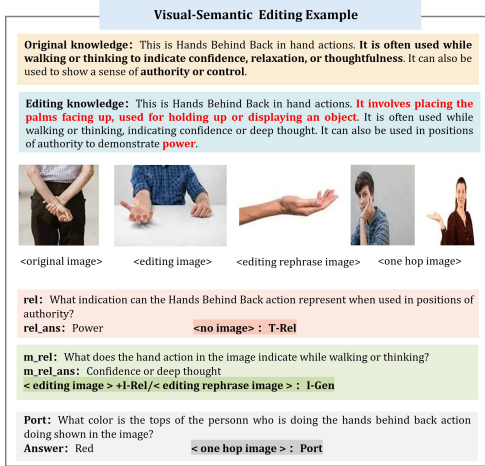 Visual-Semantic Editing Example
Original knowledge: This is Hands Behind Back in hand actions. It is often used while
walking or thinking to indicate confidence, relaxation, or thoughtfulness. It can also be
used to show a sense of authority or control.
Editing knowledge: This is Hands Behind Back in hand actions. It involves placing the
palms facing up, used for holding up or displaying an object. It is often used while
walking or thinking, indicating confidence or deep thought. It can also be used in positions
of authority to demonstrate power.
<original image> <editing image> <editing rephrase image> <one hop image>
rel: What indication can the Hands Behind Back action represent when used in positions of
authority?
rel_ans: Power <no image> : T-Rel
m_rel: What does the hand action in the image indicate while walking or thinking?
m_rel_ans: Confidence or deep thought
< editing image > +I-Rel/< editing rephrase image > : I-Gen
Port: What color is the tops of the personn who is doing the hands behind back action
doing shown in the image?
Answer: Red < one hop image > : Port